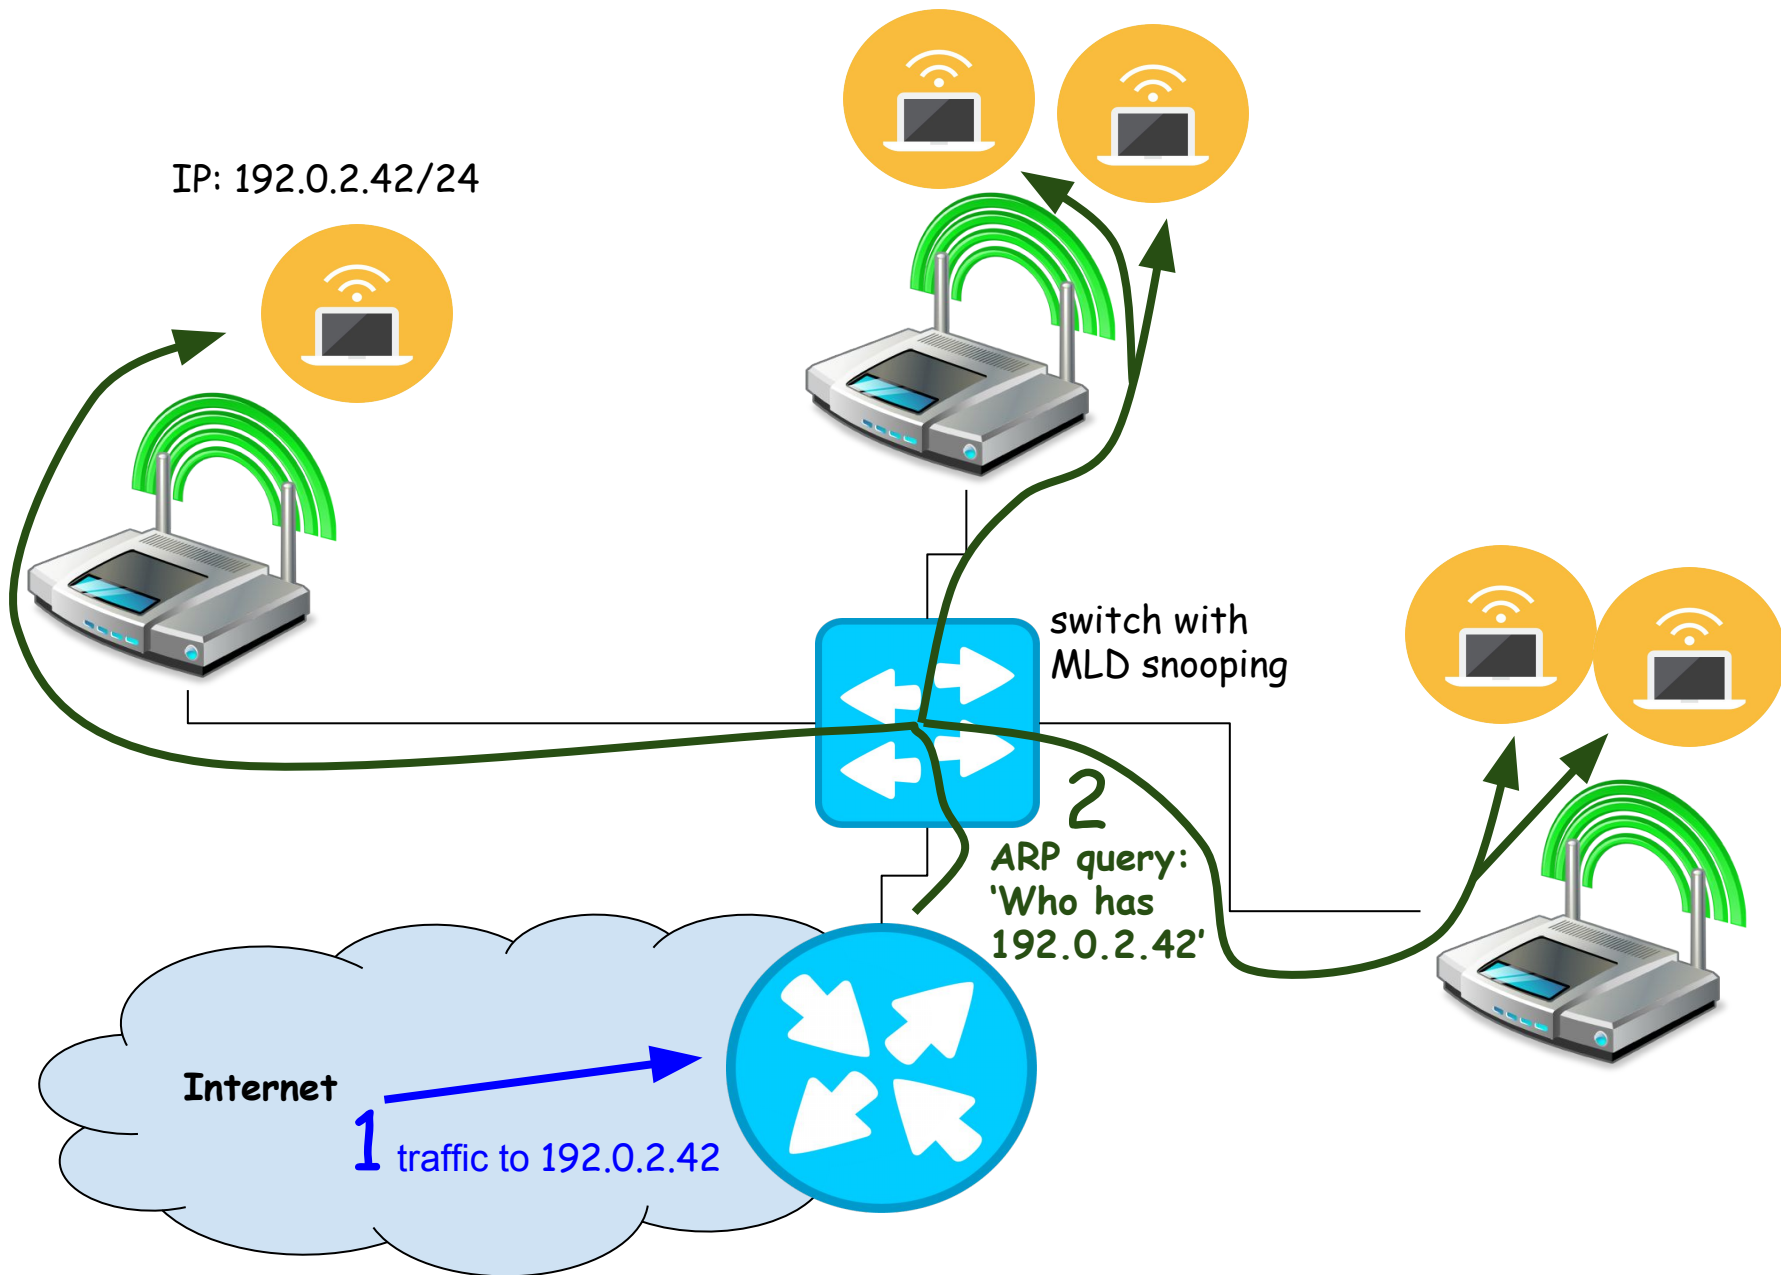 IP: 192.0.2.42/24
switch with
MLD snooping
2
ARP query:
'Who has
192.0.2.42'
Internet
1 traffic to 192.0.2.42